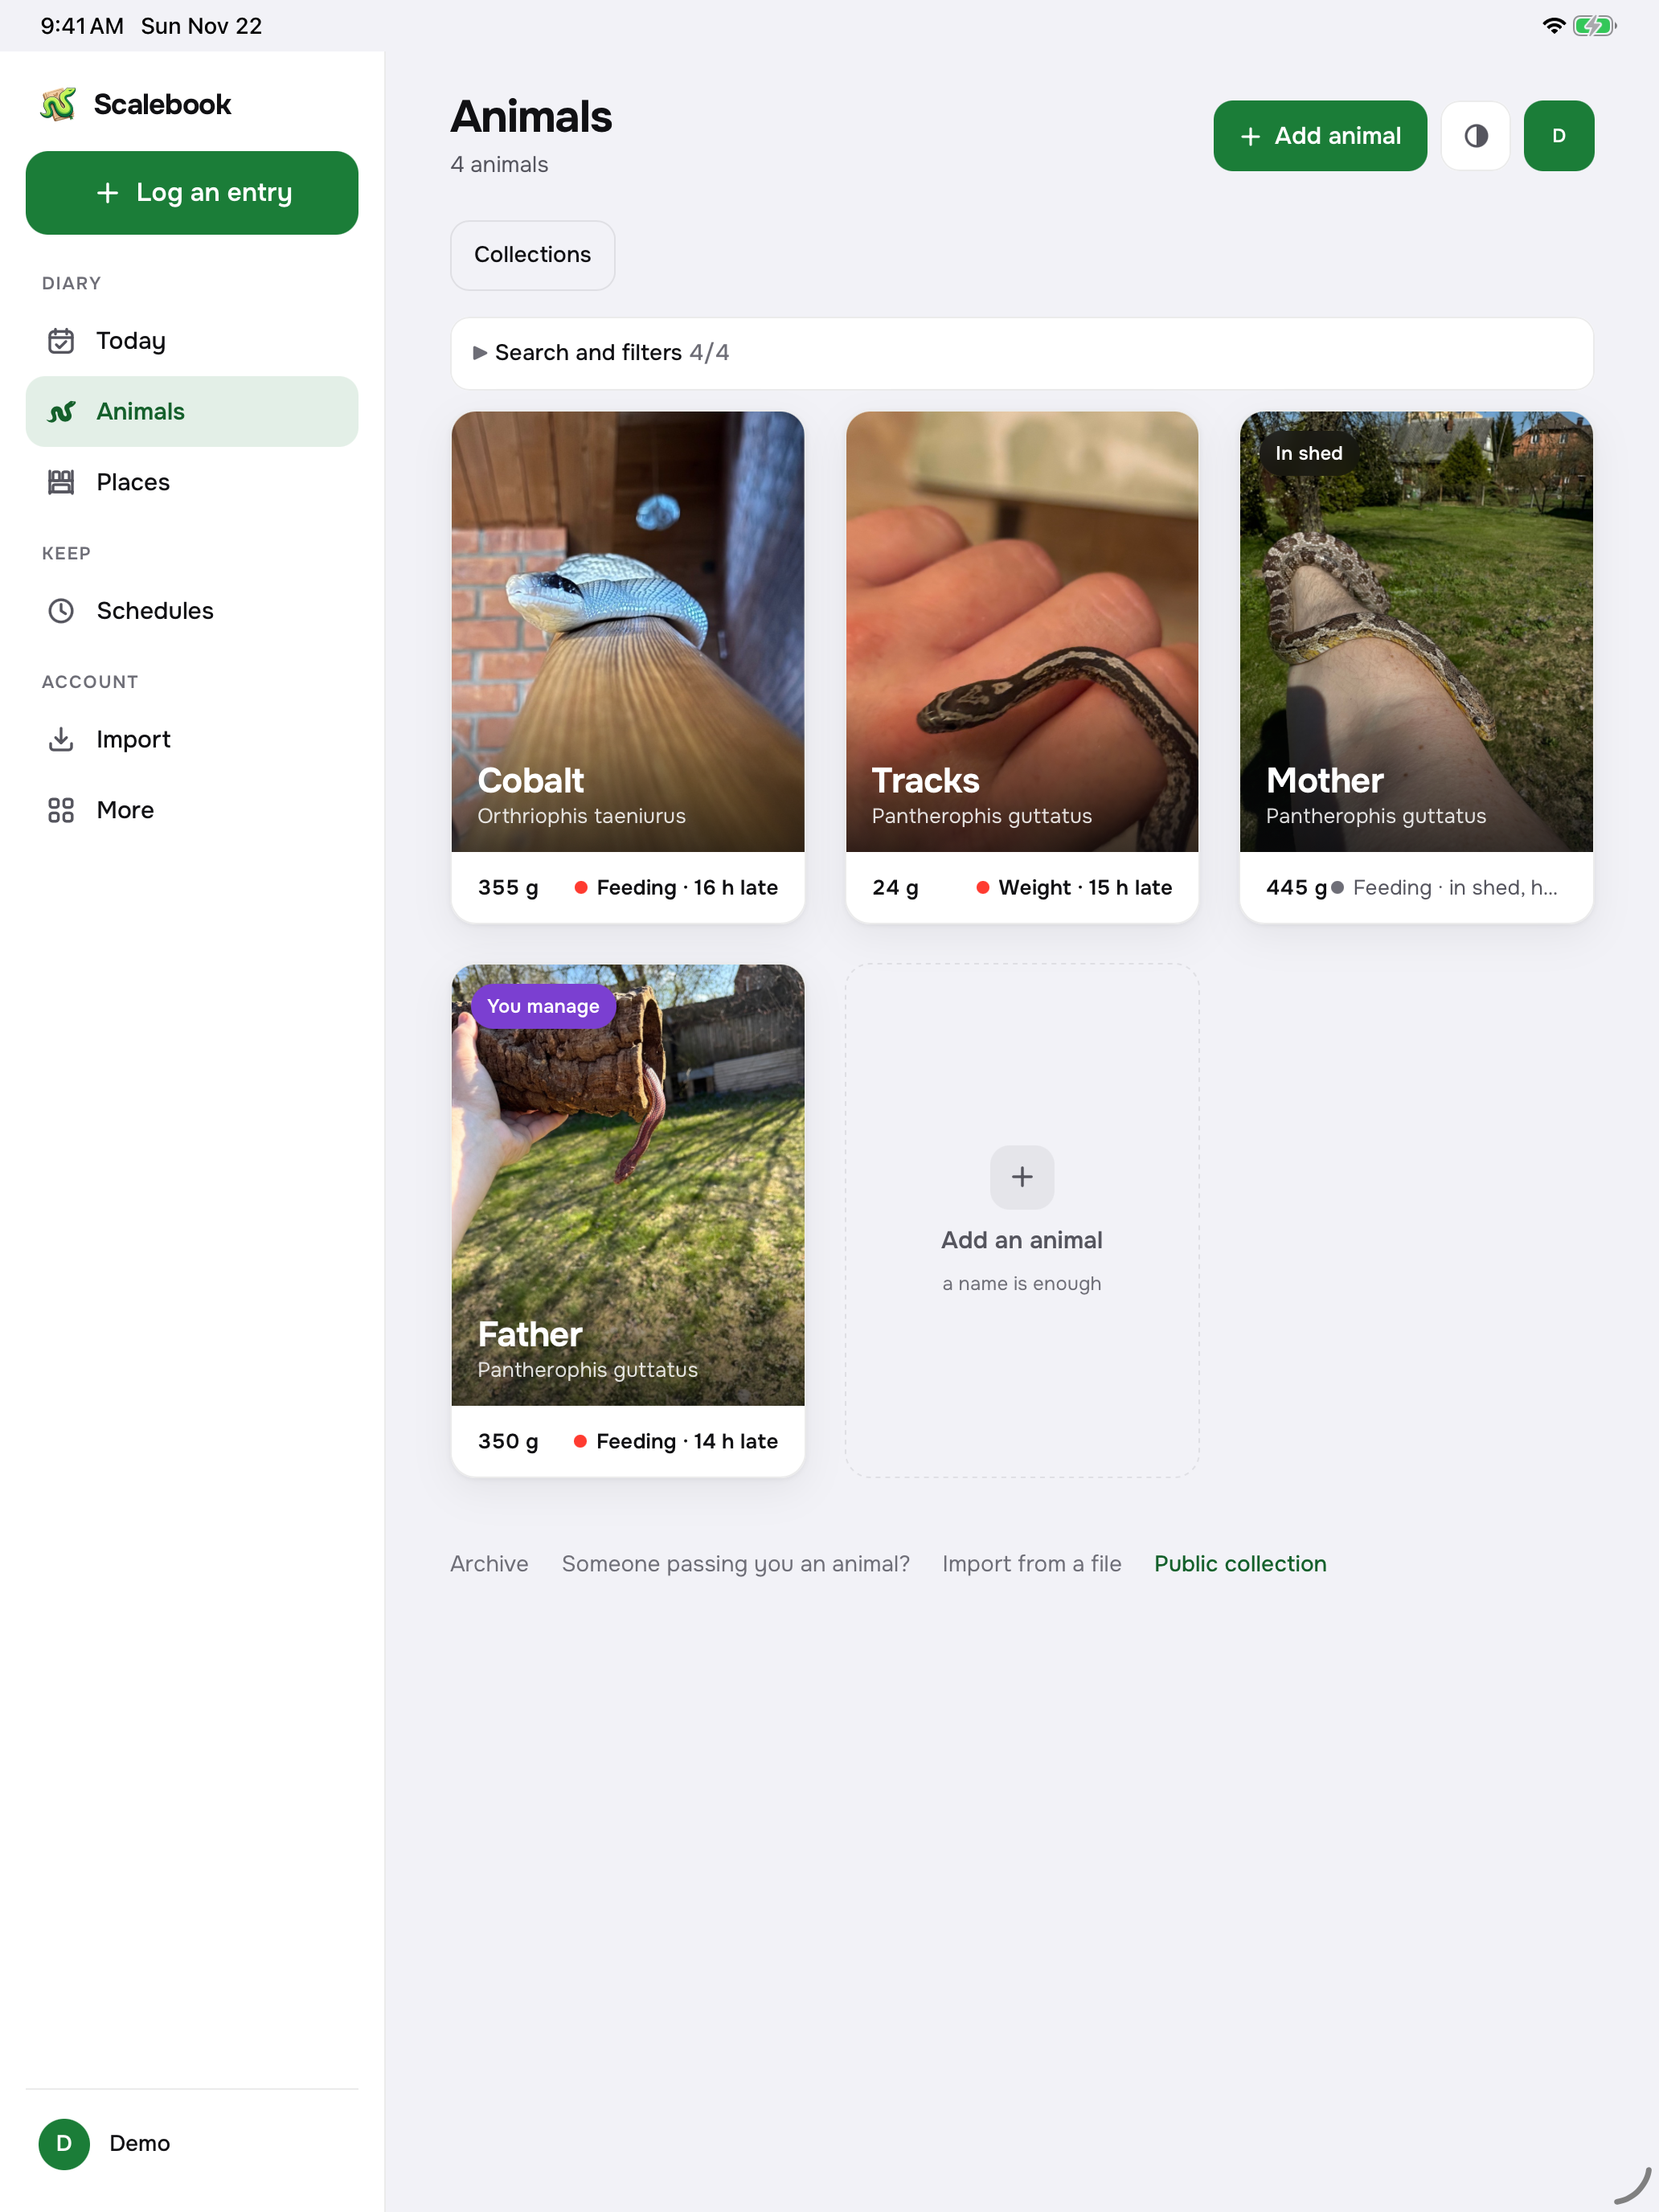 9:41 AM Sun Nov 22
Scalebook
+ Log an entry
DIARY
Today
Animals
Places
KEEP
Schedules
ACCOUNT
Import
More
D Demo
Animals
4 animals
+ Add animal
D
Collections
Search and filters 4/4
Cobalt
Orthriophis taeniurus
355 g Feeding · 16 h late
Tracks
Pantherophis guttatus
24 g Weight · 15 h late
In shed
Mother
Pantherophis guttatus
445 g Feeding · in shed, h...
You manage
Father
Pantherophis guttatus
350 g Feeding · 14 h late
+
Add an animal
a name is enough
Archive Someone passing you an animal? Import from a file Public collection